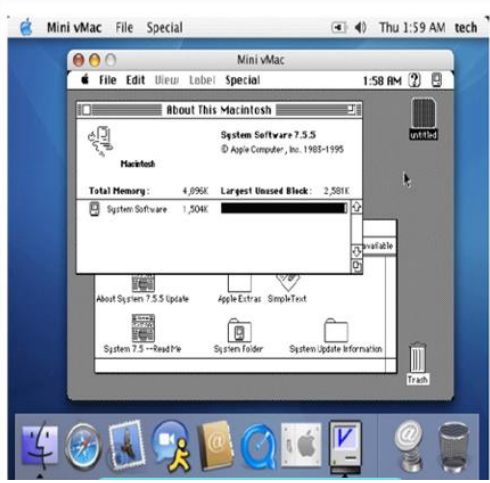 Mini vMac File Special Thu 1:59 AM tech
Mini vMac
File Edit View Label Special 1:58 AM
About This Macintosh
untitled
System Software 7.5.5
© Apple Computer, Inc. 1983-1995
Macintosh
Total Memory: 4,096K Largest Unused Block: 2,581K
System Software 1,504K
available
About System 7.5.5 Update Apple Extras SimpleText
System 7.5 --Read Me System Folder System Update Information
Trash